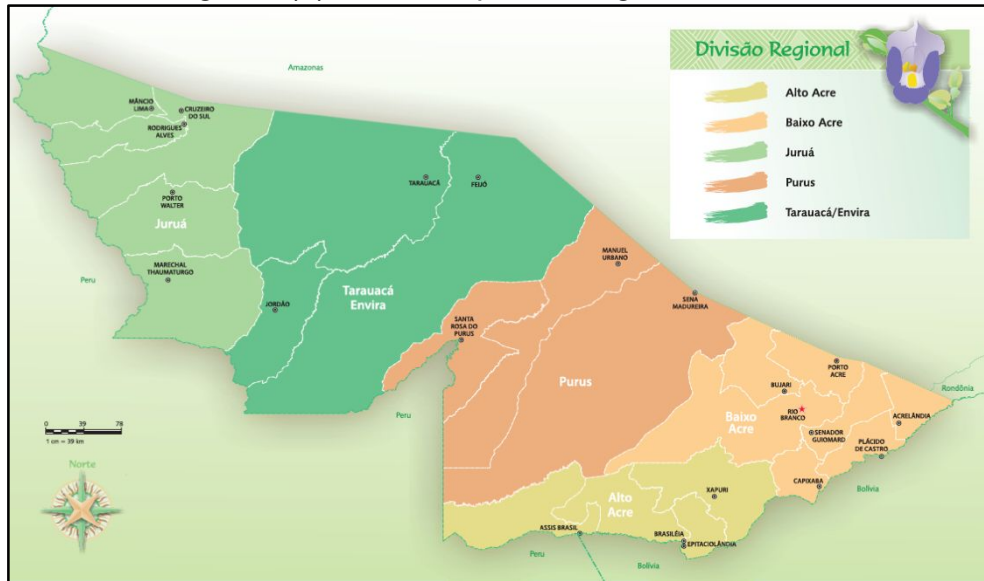 Divisão Regional
Alto Acre
Baixo Acre
Juruá
Purus
Tarauacá/Envira
Amazonas
MÂNCIO
LIMA
CRUZEIRO
DO SUL
RODRIGUES
ALVES
TARAUACÁ
FEIJÓ
PORTO
WALTER
Juruá
MANUEL
URBANO
MARECHAL
THAUMATURGO
Peru
SENA
MADUREIRA
Tarauacá
Envira
JORDÃO
SANTA
ROSA DO
PURUS
PORTO
ACRE
Purus
BUJARI
Rondônia
Peru
RIO
BRANCO
Baixo
Acre
ACRELÂNDIA
0 39 78
1 cm = 39 km
SENADOR
GUIOMARD
PLÁCIDO
DE CASTRO
Norte
CAPIXABA
Bolívia
XAPURI
Alto
Acre
ASSIS BRASIL
BRASILÉIA
EPITACIOLÂNDIA
Peru
Bolívia